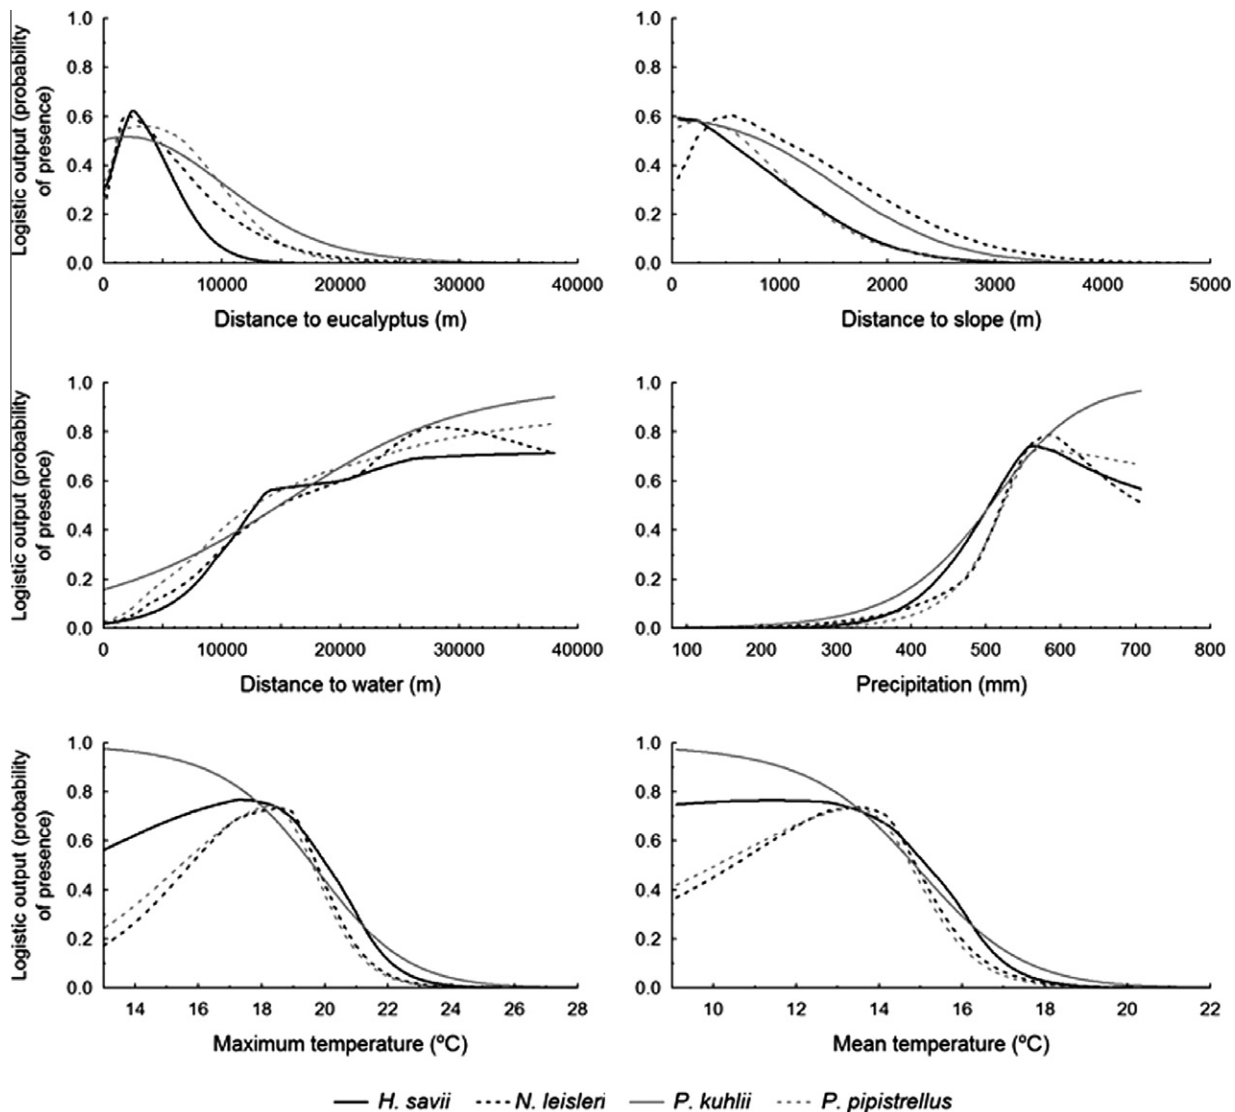 Logistic output (probability
of presence)
1.0
0.8
0.6
0.4
0.2
0.0
0 10000 20000 30000 40000
Distance to eucalyptus (m)
1.0
0.8
0.6
0.4
0.2
0.0
0 1000 2000 3000 4000 5000
Distance to slope (m)
Logistic output (probability
of presence)
1.0
0.8
0.6
0.4
0.2
0.0
0 10000 20000 30000 40000
Distance to water (m)
1.0
0.8
0.6
0.4
0.2
0.0
100 200 300 400 500 600 700 800
Precipitation (mm)
Logistic output (probability
of presence)
1.0
0.8
0.6
0.4
0.2
0.0
14 16 18 20 22 24 26 28
Maximum temperature (ºC)
1.0
0.8
0.6
0.4
0.2
0.0
10 12 14 16 18 20 22
Mean temperature (ºC)
H. savii N. leisleri P. kuhlii P. pipistrellus